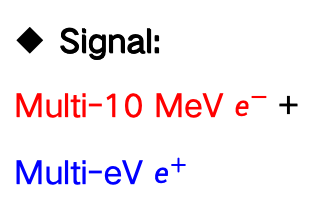 ◆ Signal:
Multi-10 MeV e⁻ +
Multi-eV e⁺